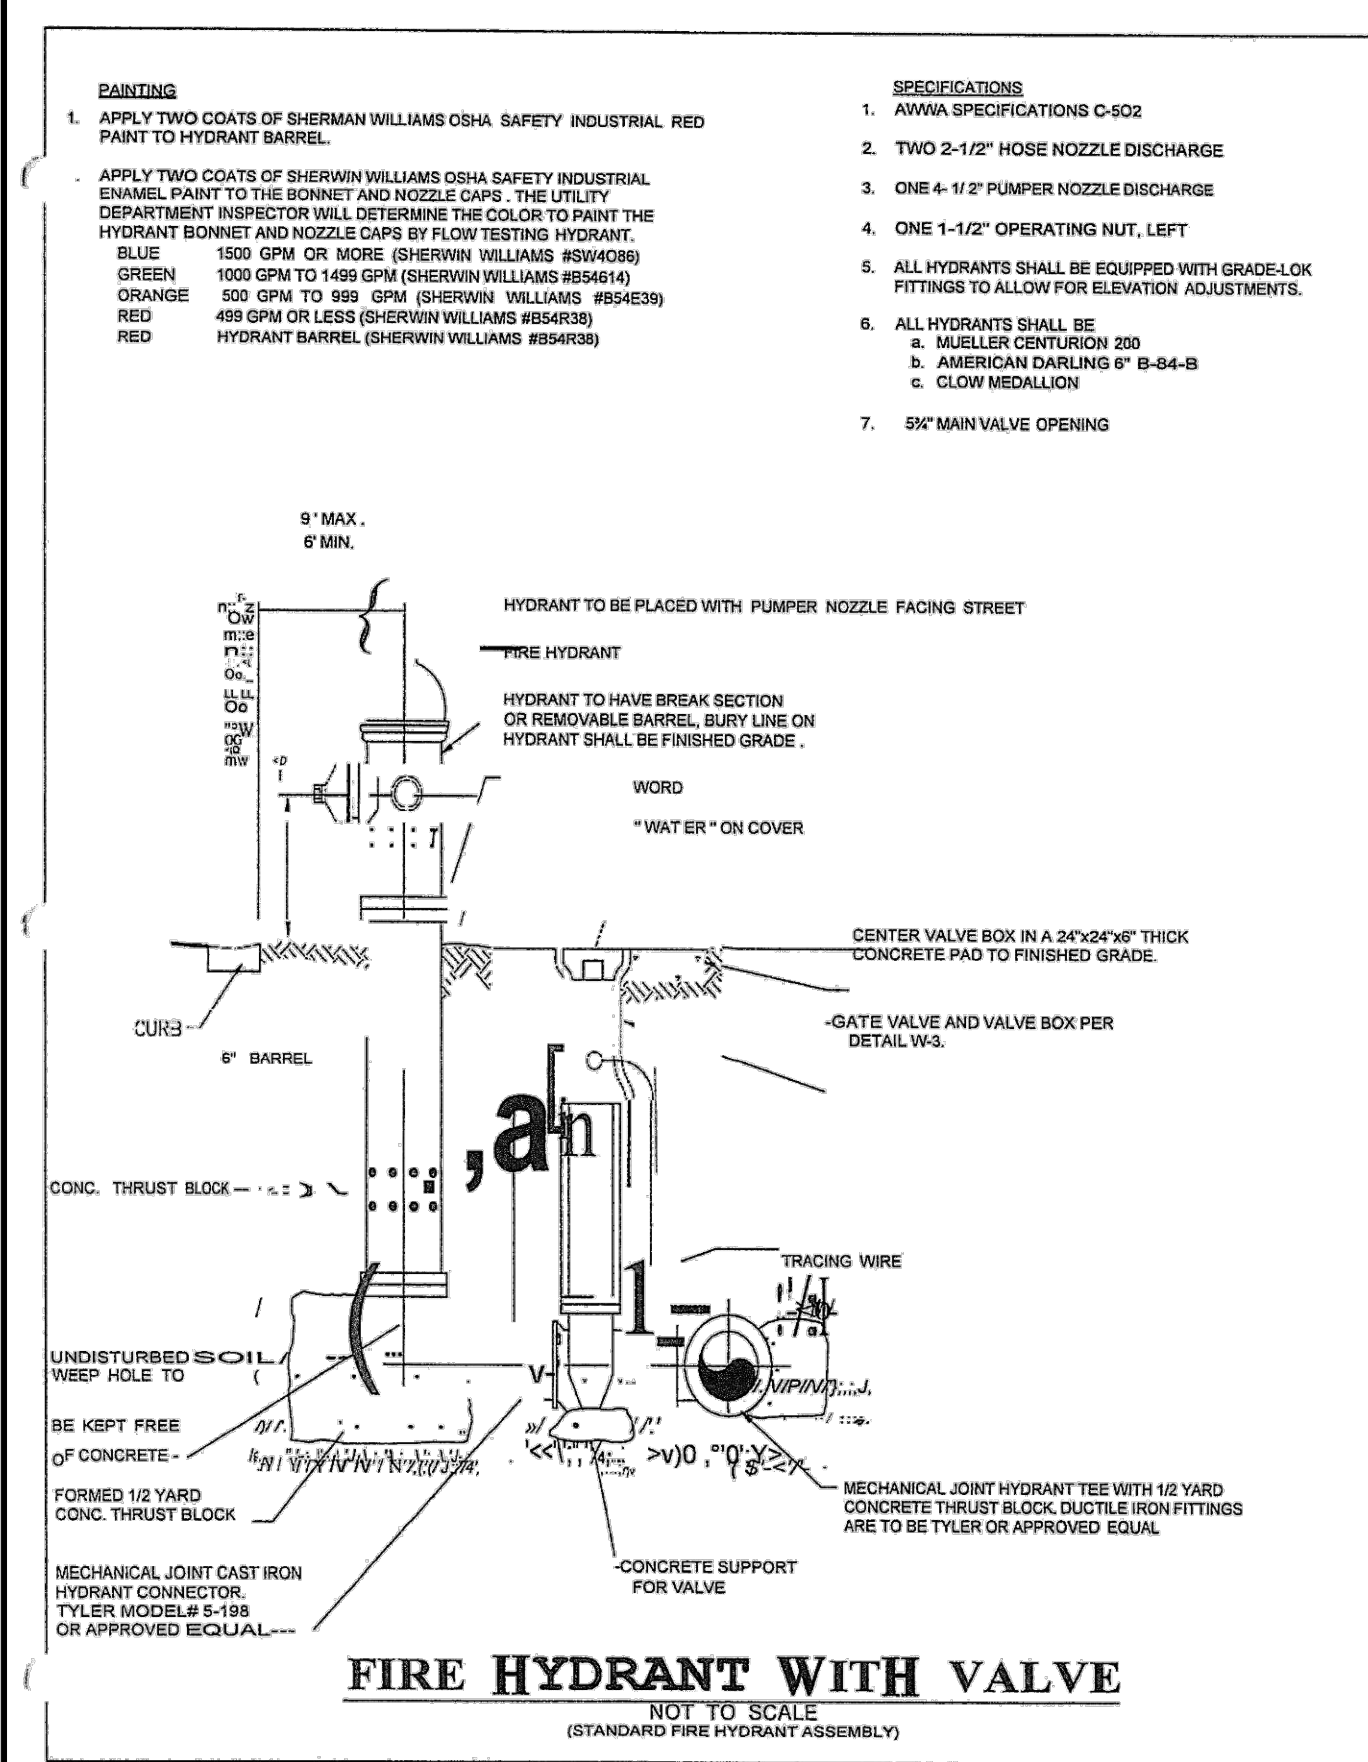 PAINTING
1. APPLY TWO COATS OF SHERMAN WILLIAMS OSHA SAFETY INDUSTRIAL RED
PAINT TO HYDRANT BARREL.
. APPLY TWO COATS OF SHERWIN WILLIAMS OSHA SAFETY INDUSTRIAL
ENAMEL PAINT TO THE BONNET AND NOZZLE CAPS . THE UTILITY
DEPARTMENT INSPECTOR WILL DETERMINE THE COLOR TO PAINT THE
HYDRANT BONNET AND NOZZLE CAPS BY FLOW TESTING HYDRANT.
BLUE 1500 GPM OR MORE (SHERWIN WILLIAMS #SW4O86)
GREEN 1000 GPM TO 1499 GPM (SHERWIN WILLIAMS #B54614)
ORANGE 500 GPM TO 999 GPM (SHERWIN WILLIAMS #B54E39)
RED 499 GPM OR LESS (SHERWIN WILLIAMS #B54R38)
RED HYDRANT BARREL (SHERWIN WILLIAMS #B54R38)
SPECIFICATIONS
1. AWWA SPECIFICATIONS C-5O2
2. TWO 2-1/2" HOSE NOZZLE DISCHARGE
3. ONE 4- 1/ 2" PUMPER NOZZLE DISCHARGE
4. ONE 1-1/2" OPERATING NUT, LEFT
5. ALL HYDRANTS SHALL BE EQUIPPED WITH GRADE-LOK
FITTINGS TO ALLOW FOR ELEVATION ADJUSTMENTS.
6. ALL HYDRANTS SHALL BE
a. MUELLER CENTURION 200
b. AMERICAN DARLING 6" B-84-B
c. CLOW MEDALLION
7. 5¼" MAIN VALVE OPENING
9 ' MAX .
6' MIN.
HYDRANT TO BE PLACED WITH PUMPER NOZZLE FACING STREET
FIRE HYDRANT
HYDRANT TO HAVE BREAK SECTION
OR REMOVABLE BARREL, BURY LINE ON
HYDRANT SHALL BE FINISHED GRADE .
WORD
"WAT ER" ON COVER
CENTER VALVE BOX IN A 24"x24"x6" THICK
CONCRETE PAD TO FINISHED GRADE.
CURB
-GATE VALVE AND VALVE BOX PER
DETAIL W-3.
6" BARREL
CONC. THRUST BLOCK
TRACING WIRE
UNDISTURBED SOIL
WEEP HOLE TO
BE KEPT FREE
OF CONCRETE -
FORMED 1/2 YARD
CONC. THRUST BLOCK
MECHANICAL JOINT HYDRANT TEE WITH 1/2 YARD
CONCRETE THRUST BLOCK. DUCTILE IRON FITTINGS
ARE TO BE TYLER OR APPROVED EQUAL
-CONCRETE SUPPORT
FOR VALVE
MECHANICAL JOINT CAST IRON
HYDRANT CONNECTOR.
TYLER MODEL# 5-198
OR APPROVED EQUAL---
FIRE HYDRANT WITH VALVE
NOT TO SCALE
(STANDARD FIRE HYDRANT ASSEMBLY)